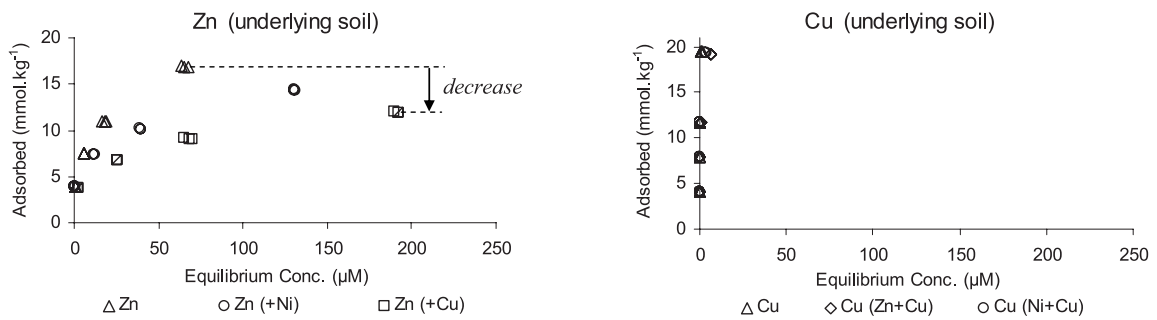 Zn (underlying soil)
Adsorbed (mmol.kg-1)
20
15
10
5
0
decrease
0 50 100 150 200 250
Equilibrium Conc. (µM)
Zn Zn (+Ni) Zn (+Cu)
Cu (underlying soil)
Adsorbed (mmol.kg-1)
20
15
10
5
0
0 50 100 150 200 250
Equilibrium Conc. (µM)
Cu Cu (Zn+Cu) Cu (Ni+Cu)